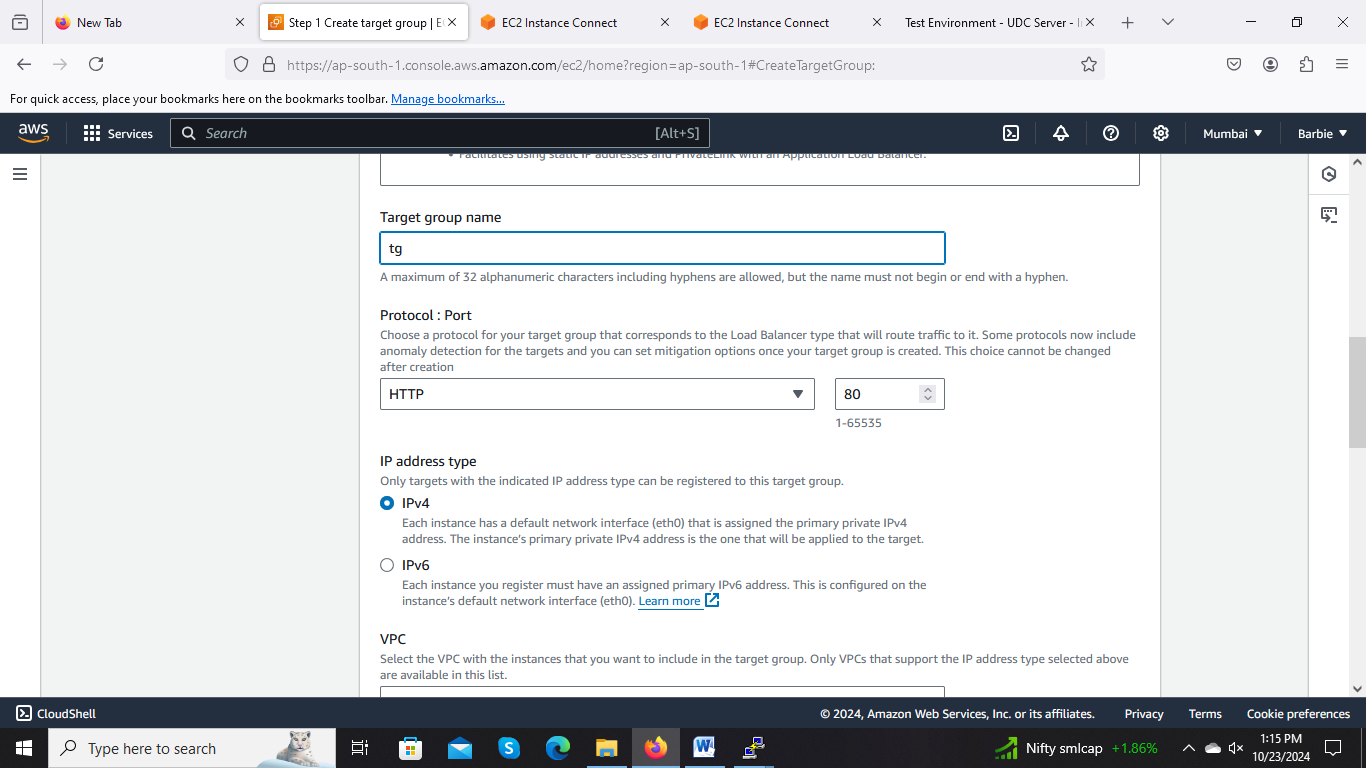 New Tab
Step 1 Create target group | E
EC2 Instance Connect
EC2 Instance Connect
Test Environment - UDC Server - I
https://ap-south-1.console.aws.amazon.com/ec2/home?region=ap-south-1#CreateTargetGroup:
For quick access, place your bookmarks here on the bookmarks toolbar. Manage bookmarks...
aws
Services
Search
[Alt+S]
Mumbai
Barbie
• Facilitates using static IP addresses and PrivateLink with an Application Load Balancer.
Target group name
tg
A maximum of 32 alphanumeric characters including hyphens are allowed, but the name must not begin or end with a hyphen.
Protocol : Port
Choose a protocol for your target group that corresponds to the Load Balancer type that will route traffic to it. Some protocols now include
anomaly detection for the targets and you can set mitigation options once your target group is created. This choice cannot be changed
after creation
HTTP
80
1-65535
IP address type
Only targets with the indicated IP address type can be registered to this target group.
IPv4
Each instance has a default network interface (eth0) that is assigned the primary private IPv4
address. The instance's primary private IPv4 address is the one that will be applied to the target.
IPv6
Each instance you register must have an assigned primary IPv6 address. This is configured on the
instance's default network interface (eth0). Learn more
VPC
Select the VPC with the instances that you want to include in the target group. Only VPCs that support the IP address type selected above
are available in this list.
CloudShell
© 2024, Amazon Web Services, Inc. or its affiliates.
Privacy
Terms
Cookie preferences
Type here to search
Nifty smlcap +1.86%
1:15 PM
10/23/2024